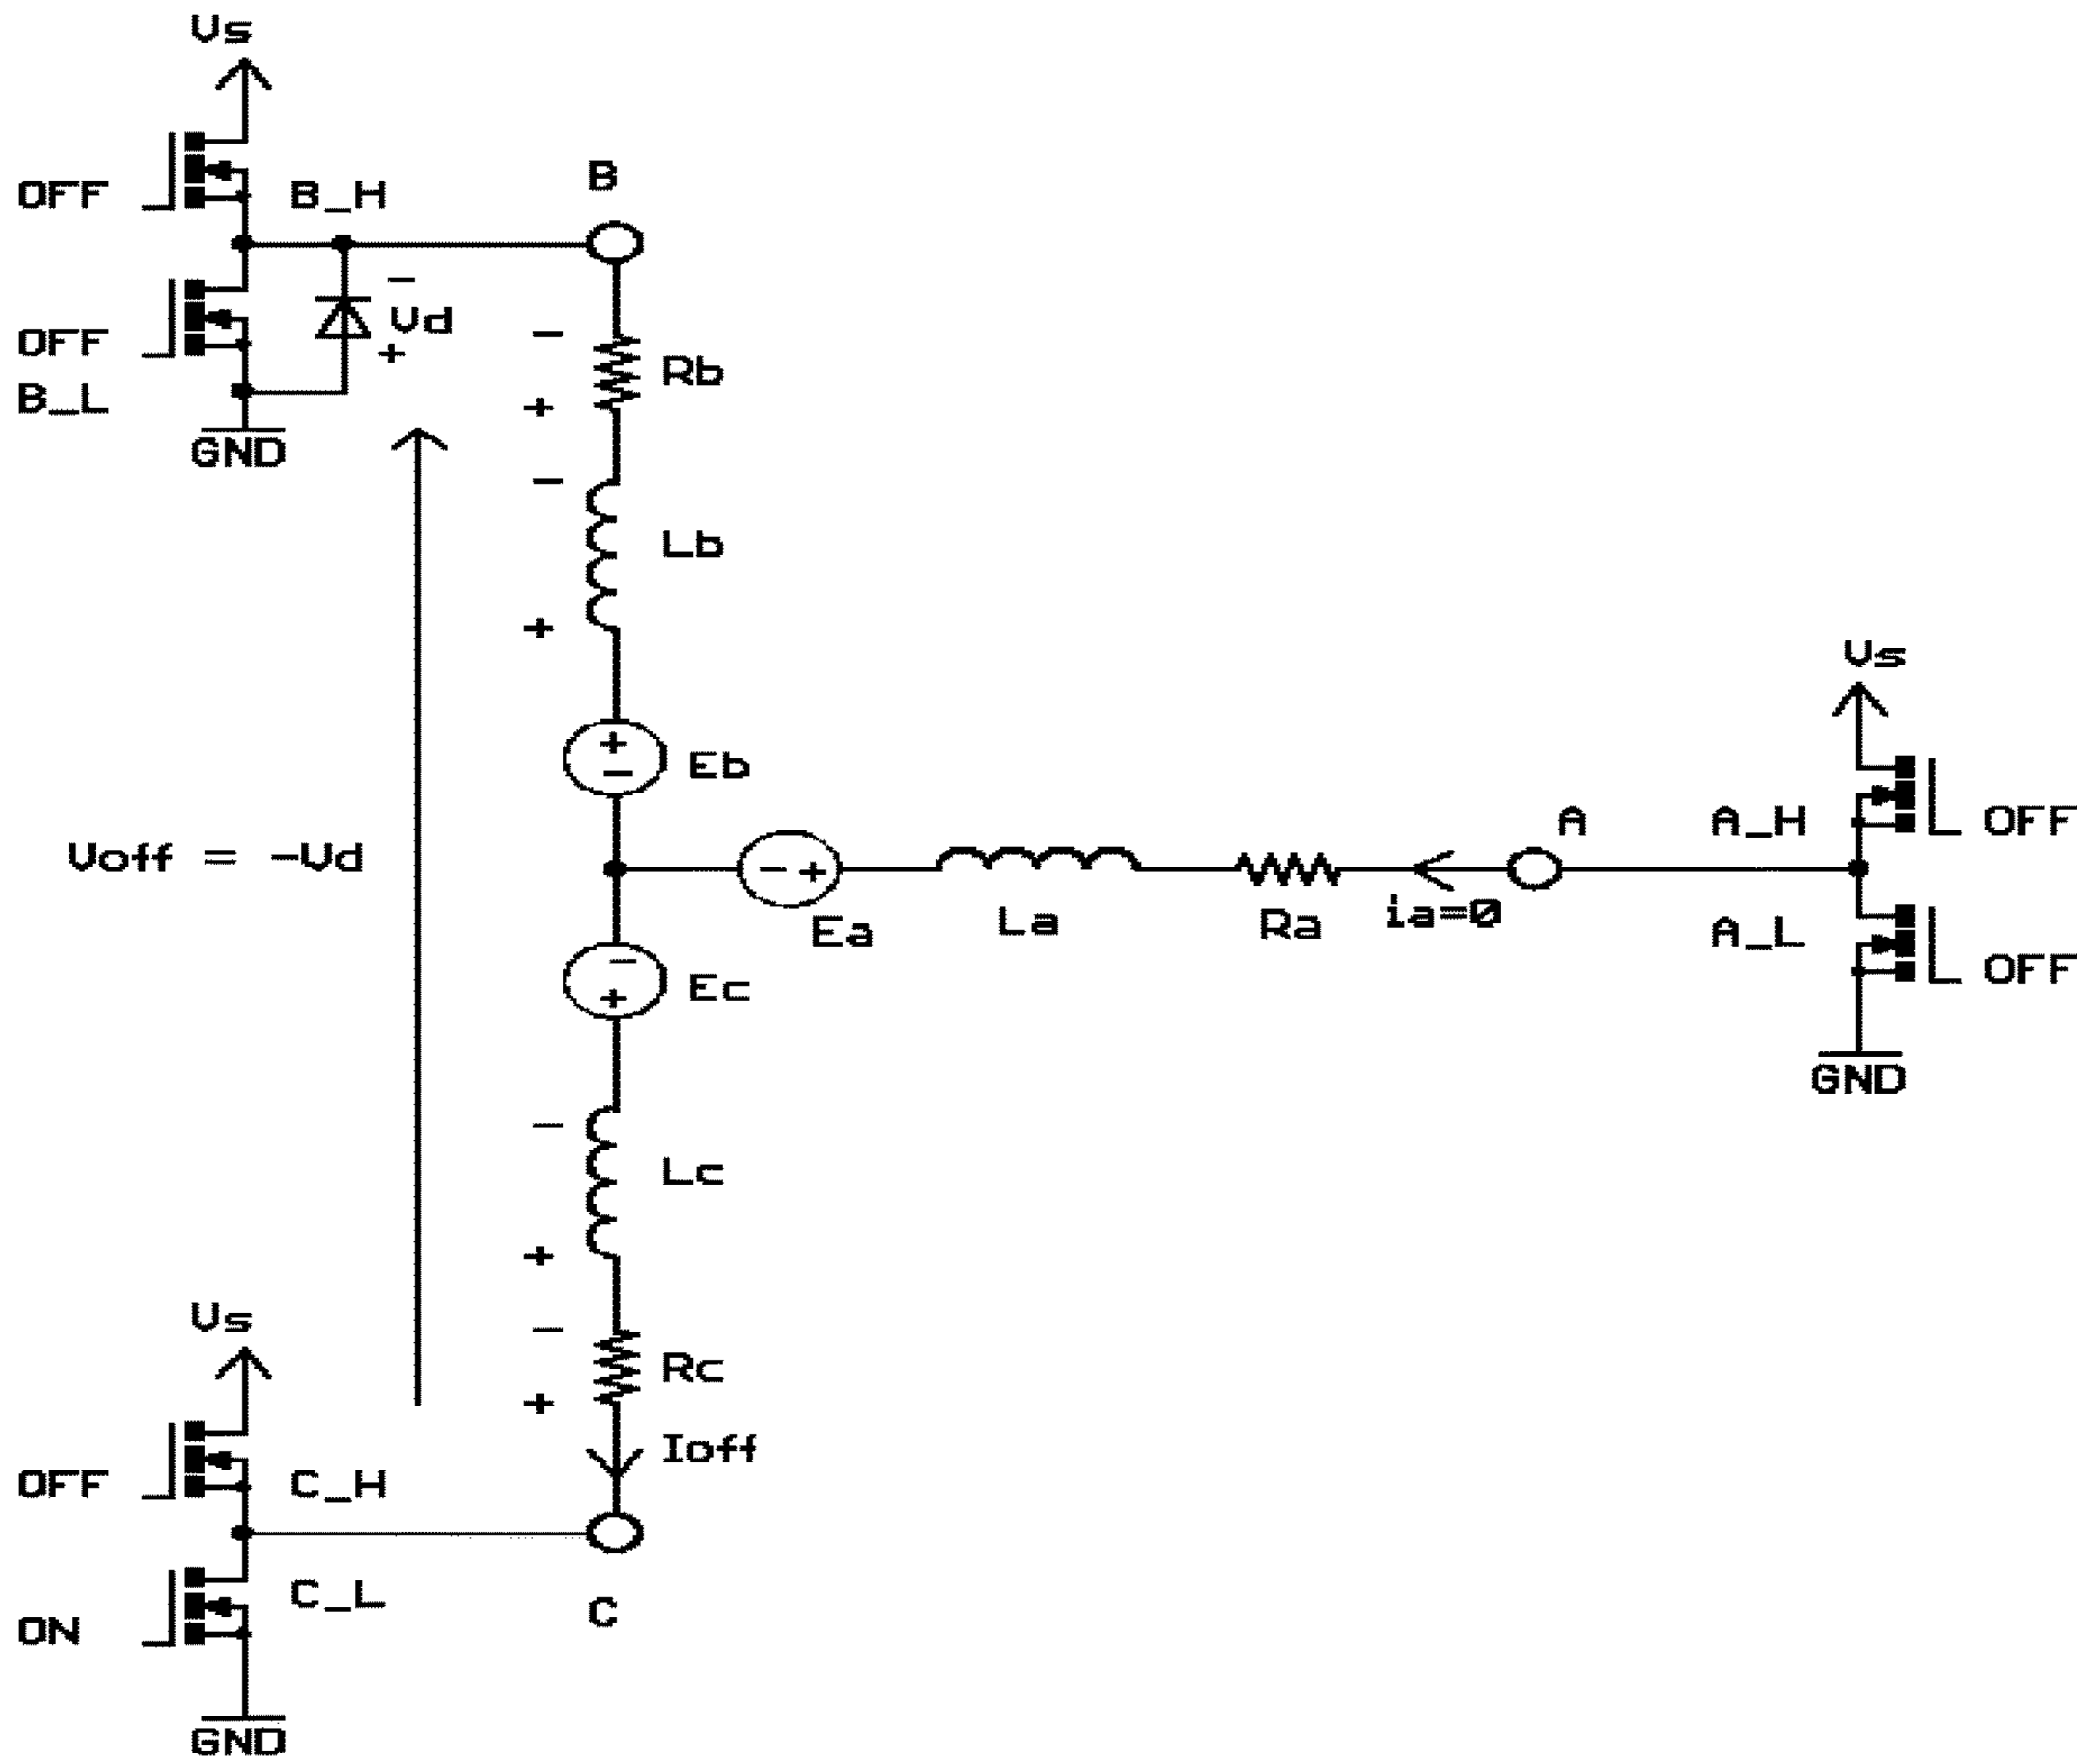 Vs
OFF
B_H
B
-
Vd
+
OFF
B_L
GND
-
Rb
+
-
Lb
+
+
-
Eb
Vs
A_H
OFF
A
Voff = -Vd
- +
Ea
La
Ra
ia=0
A_L
OFF
GND
-
+
Ec
-
Lc
+
Vs
-
Rc
+
Ioff
OFF
C_H
C_L
C
ON
GND